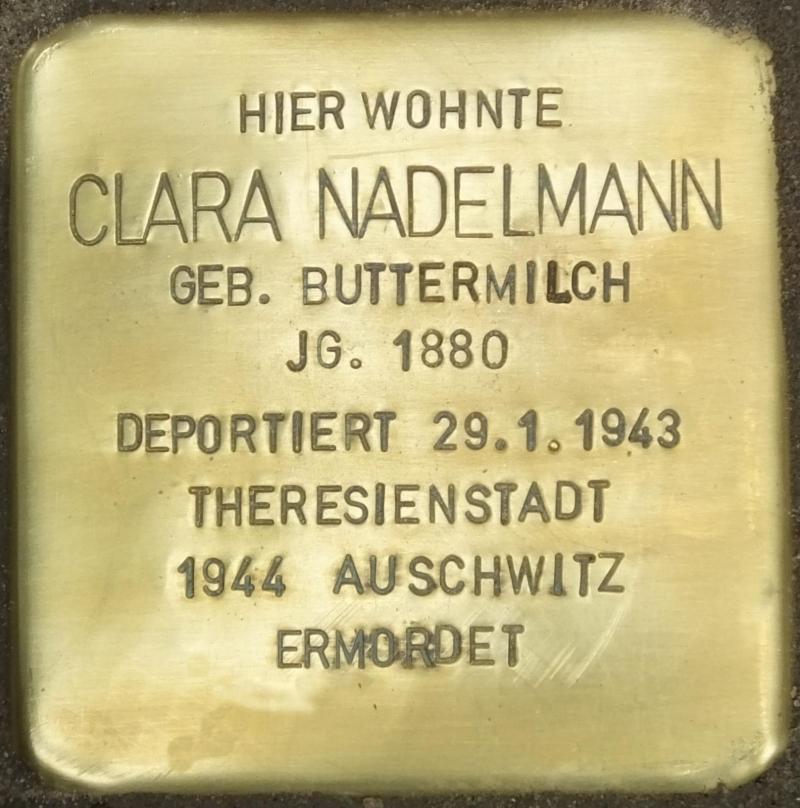 HIER WOHNTE
CLARA NADELMANN
GEB. BUTTERMILCH
JG. 1880
DEPORTIERT 29.1.1943
THERESIENSTADT
1944 AUSCHWITZ
ERMORDET